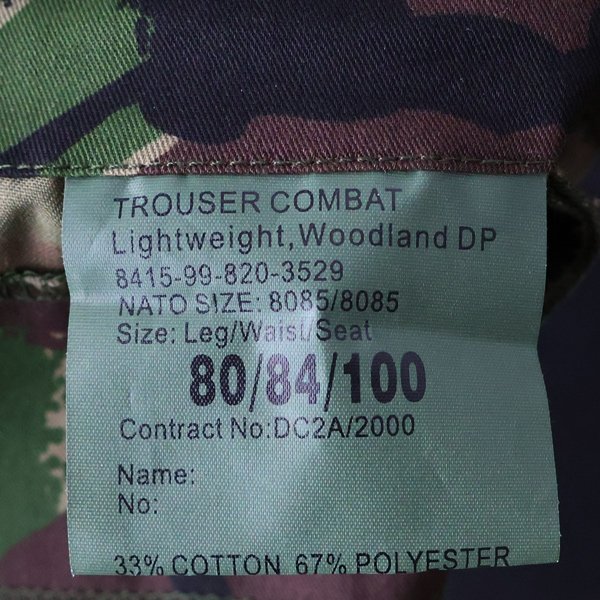 TROUSER COMBAT
Lightweight, Woodland DP
8415-99-820-3529
NATO SIZE: 8085/8085
Size: Leg/Waist/Seat
80/84/100
Contract No:DC2A/2000
Name:
No:
33% COTTON 67% POLYESTER